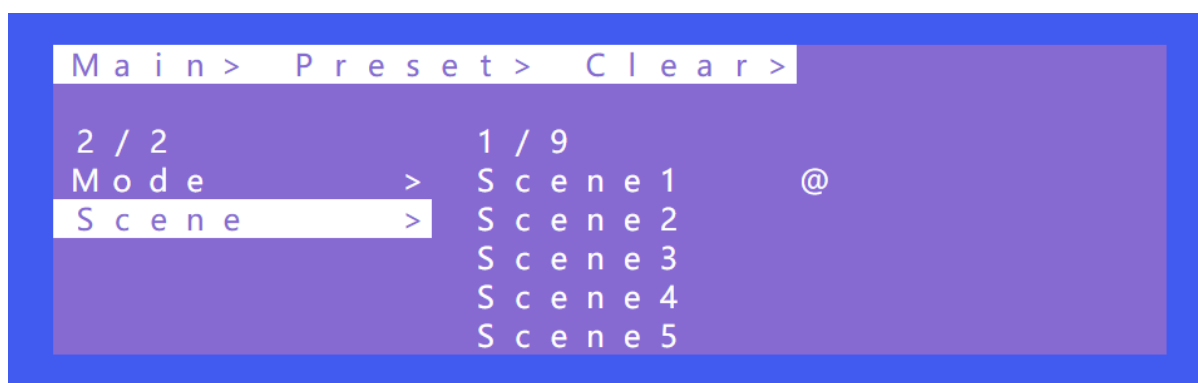 Main> Preset> Clear>
2/2 1/9
Mode > Scene1 @
Scene > Scene2
Scene3
Scene4
Scene5